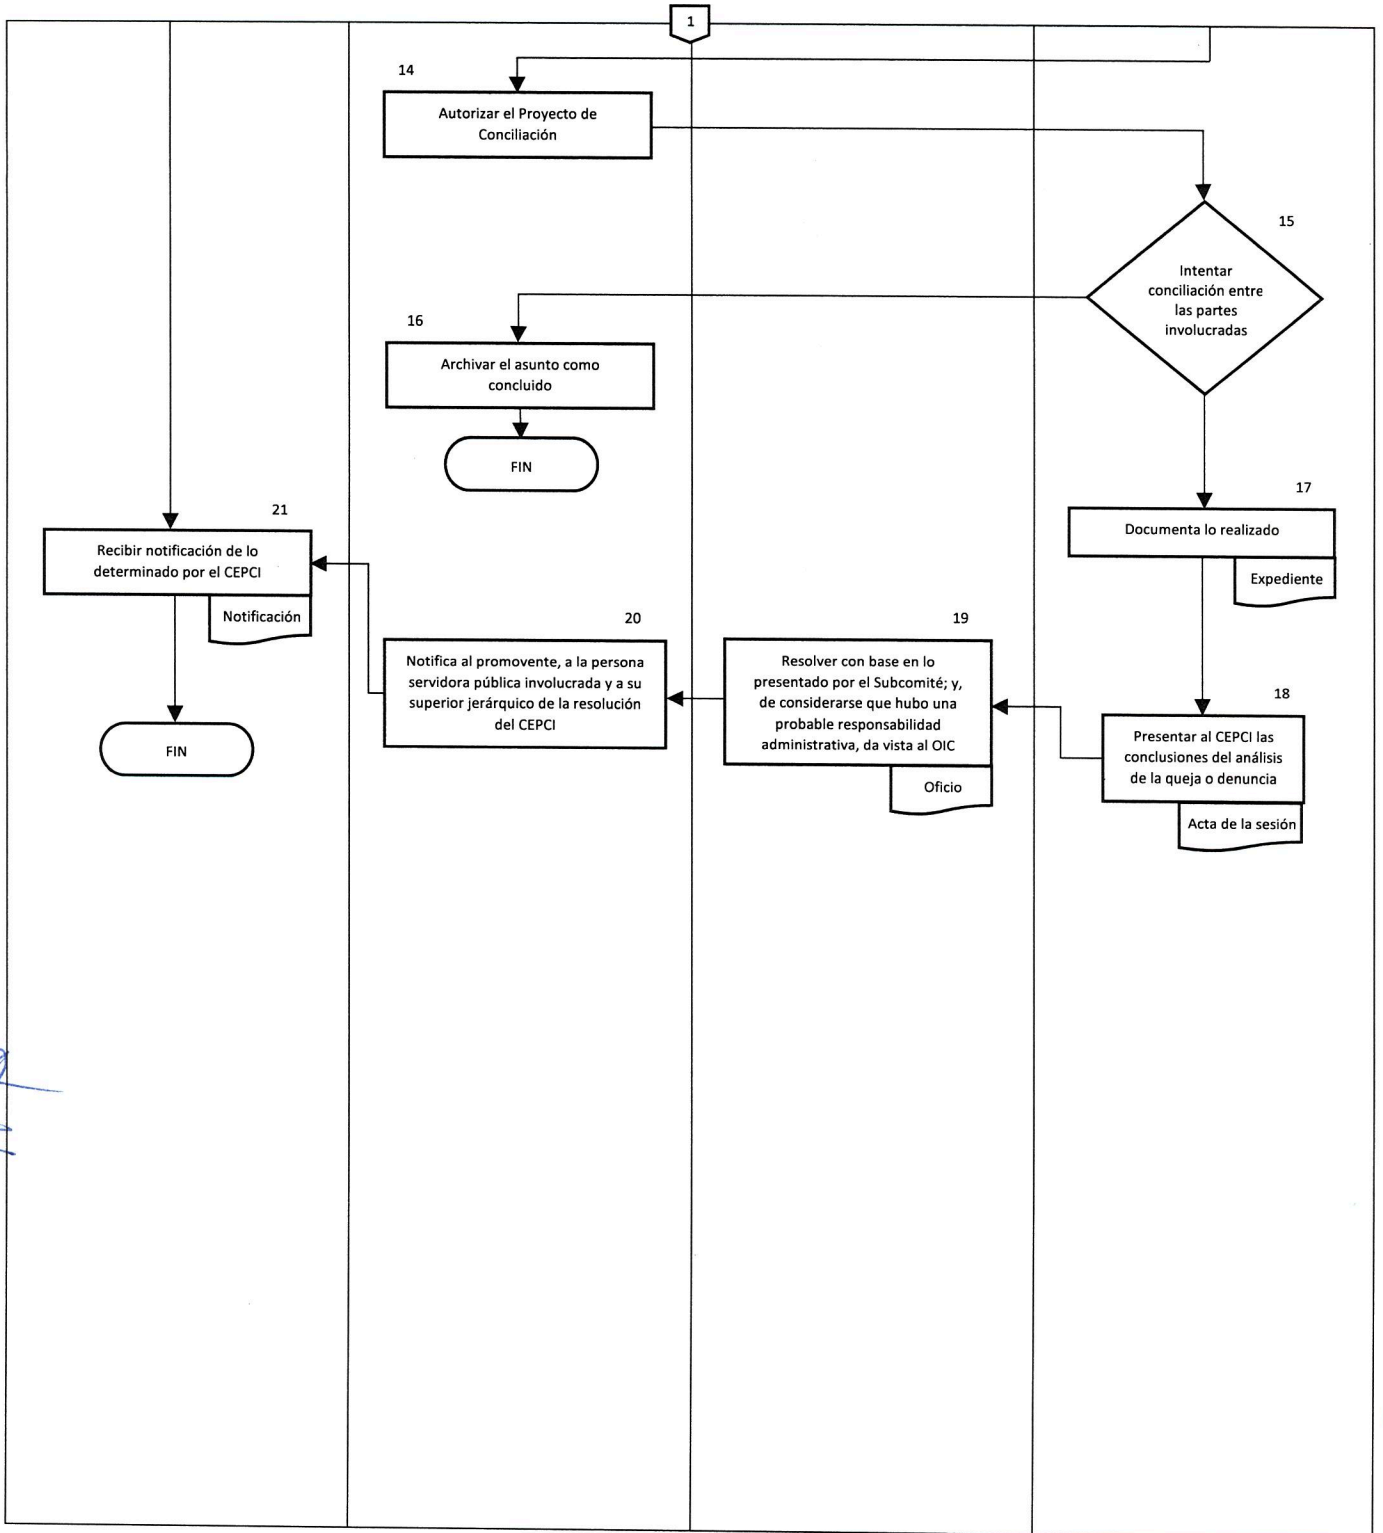 1
14
Autorizar el Proyecto de
Conciliación
15
Intentar
conciliación entre
las partes
involucradas
16
Archivar el asunto como
concluido
FIN
17
Documenta lo realizado
Expediente
18
Presentar al CEPCI las
conclusiones del análisis
de la queja o denuncia
Acta de la sesión
19
Resolver con base en lo
presentado por el Subcomité; y,
de considerarse que hubo una
probable responsabilidad
administrativa, da vista al OIC
Oficio
20
Notifica al promovente, a la persona
servidora pública involucrada y a su
superior jerárquico de la resolución
del CEPCI
21
Recibir notificación de lo
determinado por el CEPCI
Notificación
FIN